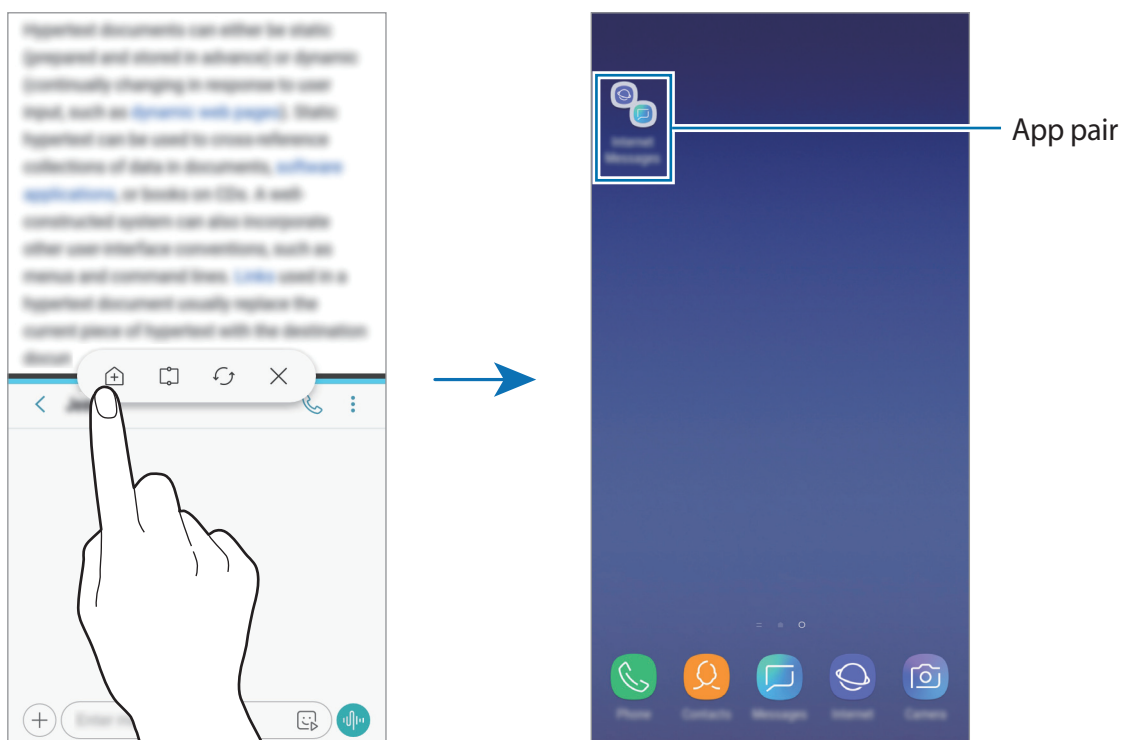 Hypertext documents can either be static
(prepared and stored in advance) or dynamic
(continually changing in response to user
input, such as dynamic web pages). Static
hypertext can be used to cross-reference
collections of data in documents, software
applications, or books on CDs. A well-
constructed system can also incorporate
other user-interface conventions, such as
menus and command lines. Links used in a
hypertext document usually replace the
current piece of hypertext with the destination
Enter
Internet
Messages
App pair
Phone
Contacts
Messages
Internet
Camera